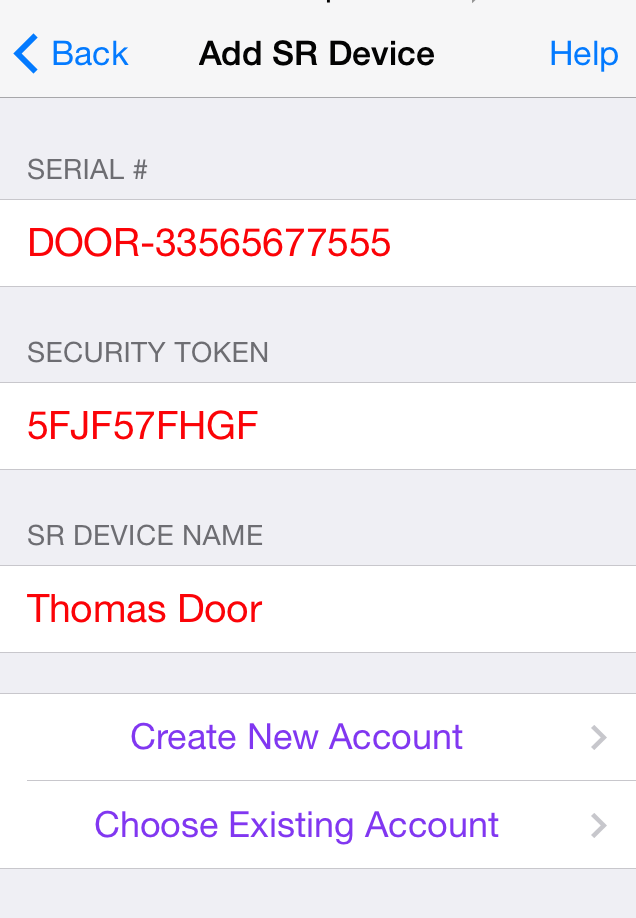 Back Add SR Device Help
SERIAL #
DOOR-33565677555
SECURITY TOKEN
5FJF57FHGF
SR DEVICE NAME
Thomas Door
Create New Account
Choose Existing Account